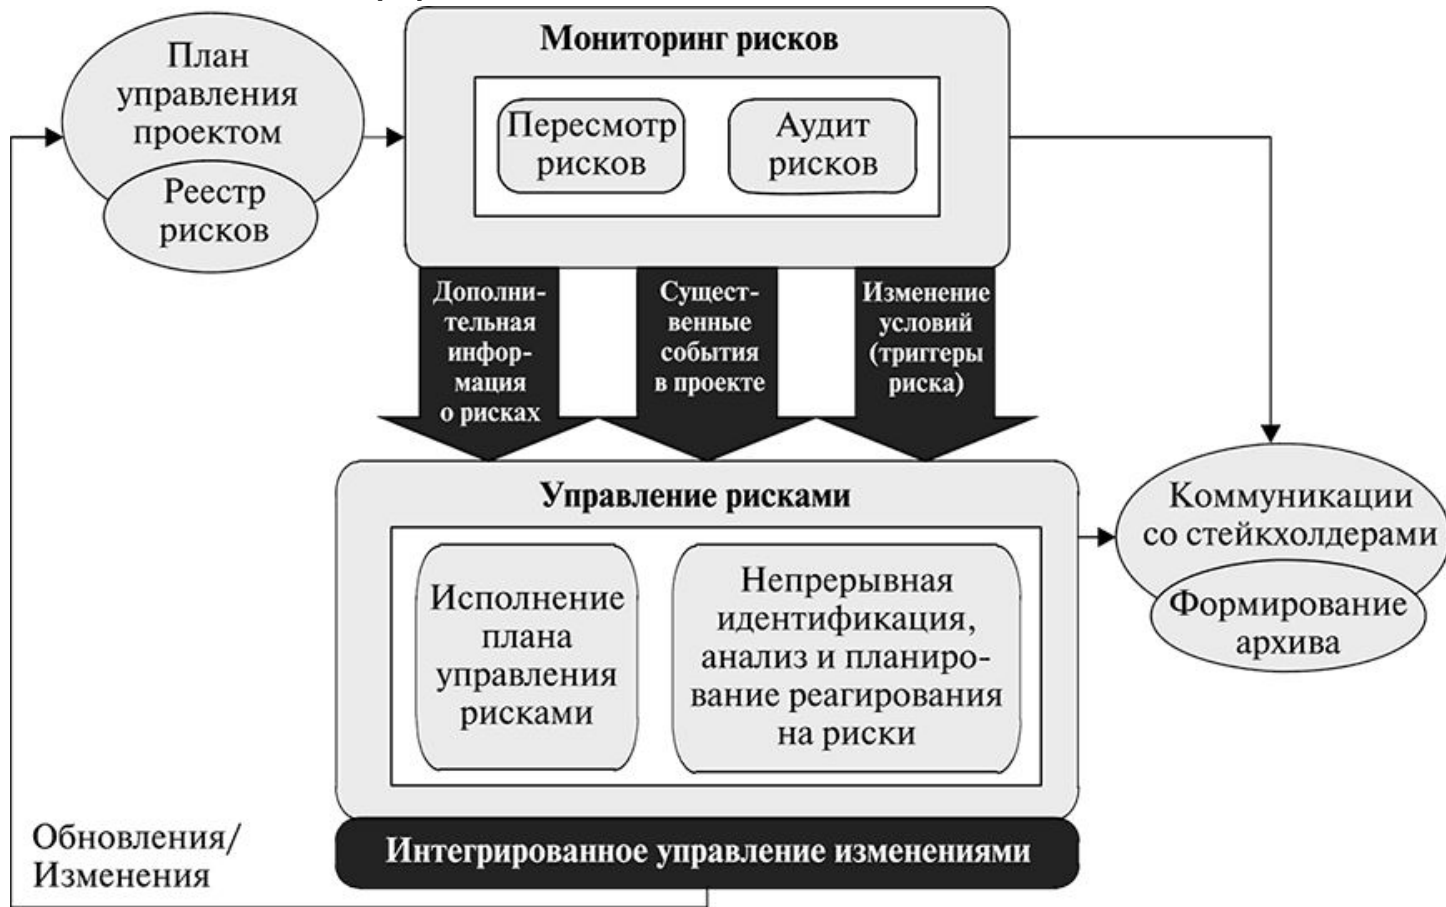 План
управления
проектом
Реестр
рисков
Мониторинг рисков
Пересмотр
рисков
Аудит
рисков
Дополни-
тельная
инфор-
мация
о рисках
Сущест-
венные
события
в проекте
Изменение
условий
(триггеры
риска)
Управление рисками
Исполнение
плана
управления
рисками
Непрерывная
идентификация,
анализ и планиро-
вание реагирования
на риски
Коммуникации
со стейкхолдерами
Формирование
архива
Интегрированное управление изменениями
Обновления/
Изменения